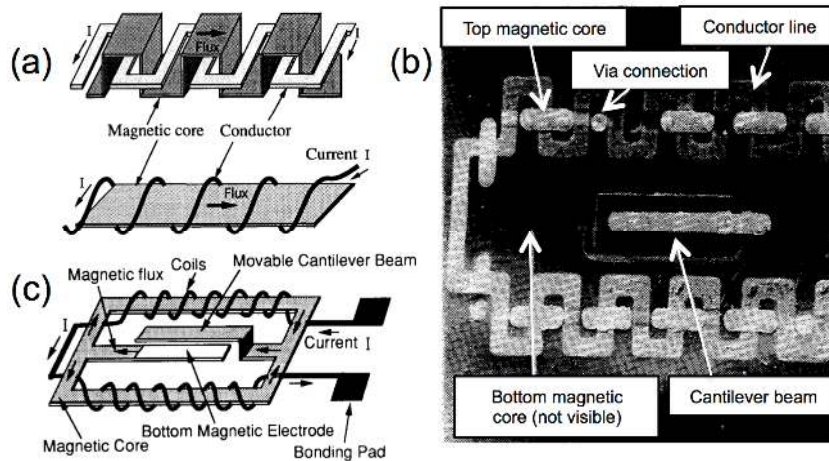 (a)
I
Flux
I
Magnetic core
Conductor
Current I
I
Flux
(b)
Top magnetic core
Conductor line
Via connection
Bottom magnetic
core (not visible)
Cantilever beam
(c)
Magnetic flux
Coils
Movable Cantilever Beam
I
Current I
Magnetic Core
Bottom Magnetic Electrode
Bonding Pad